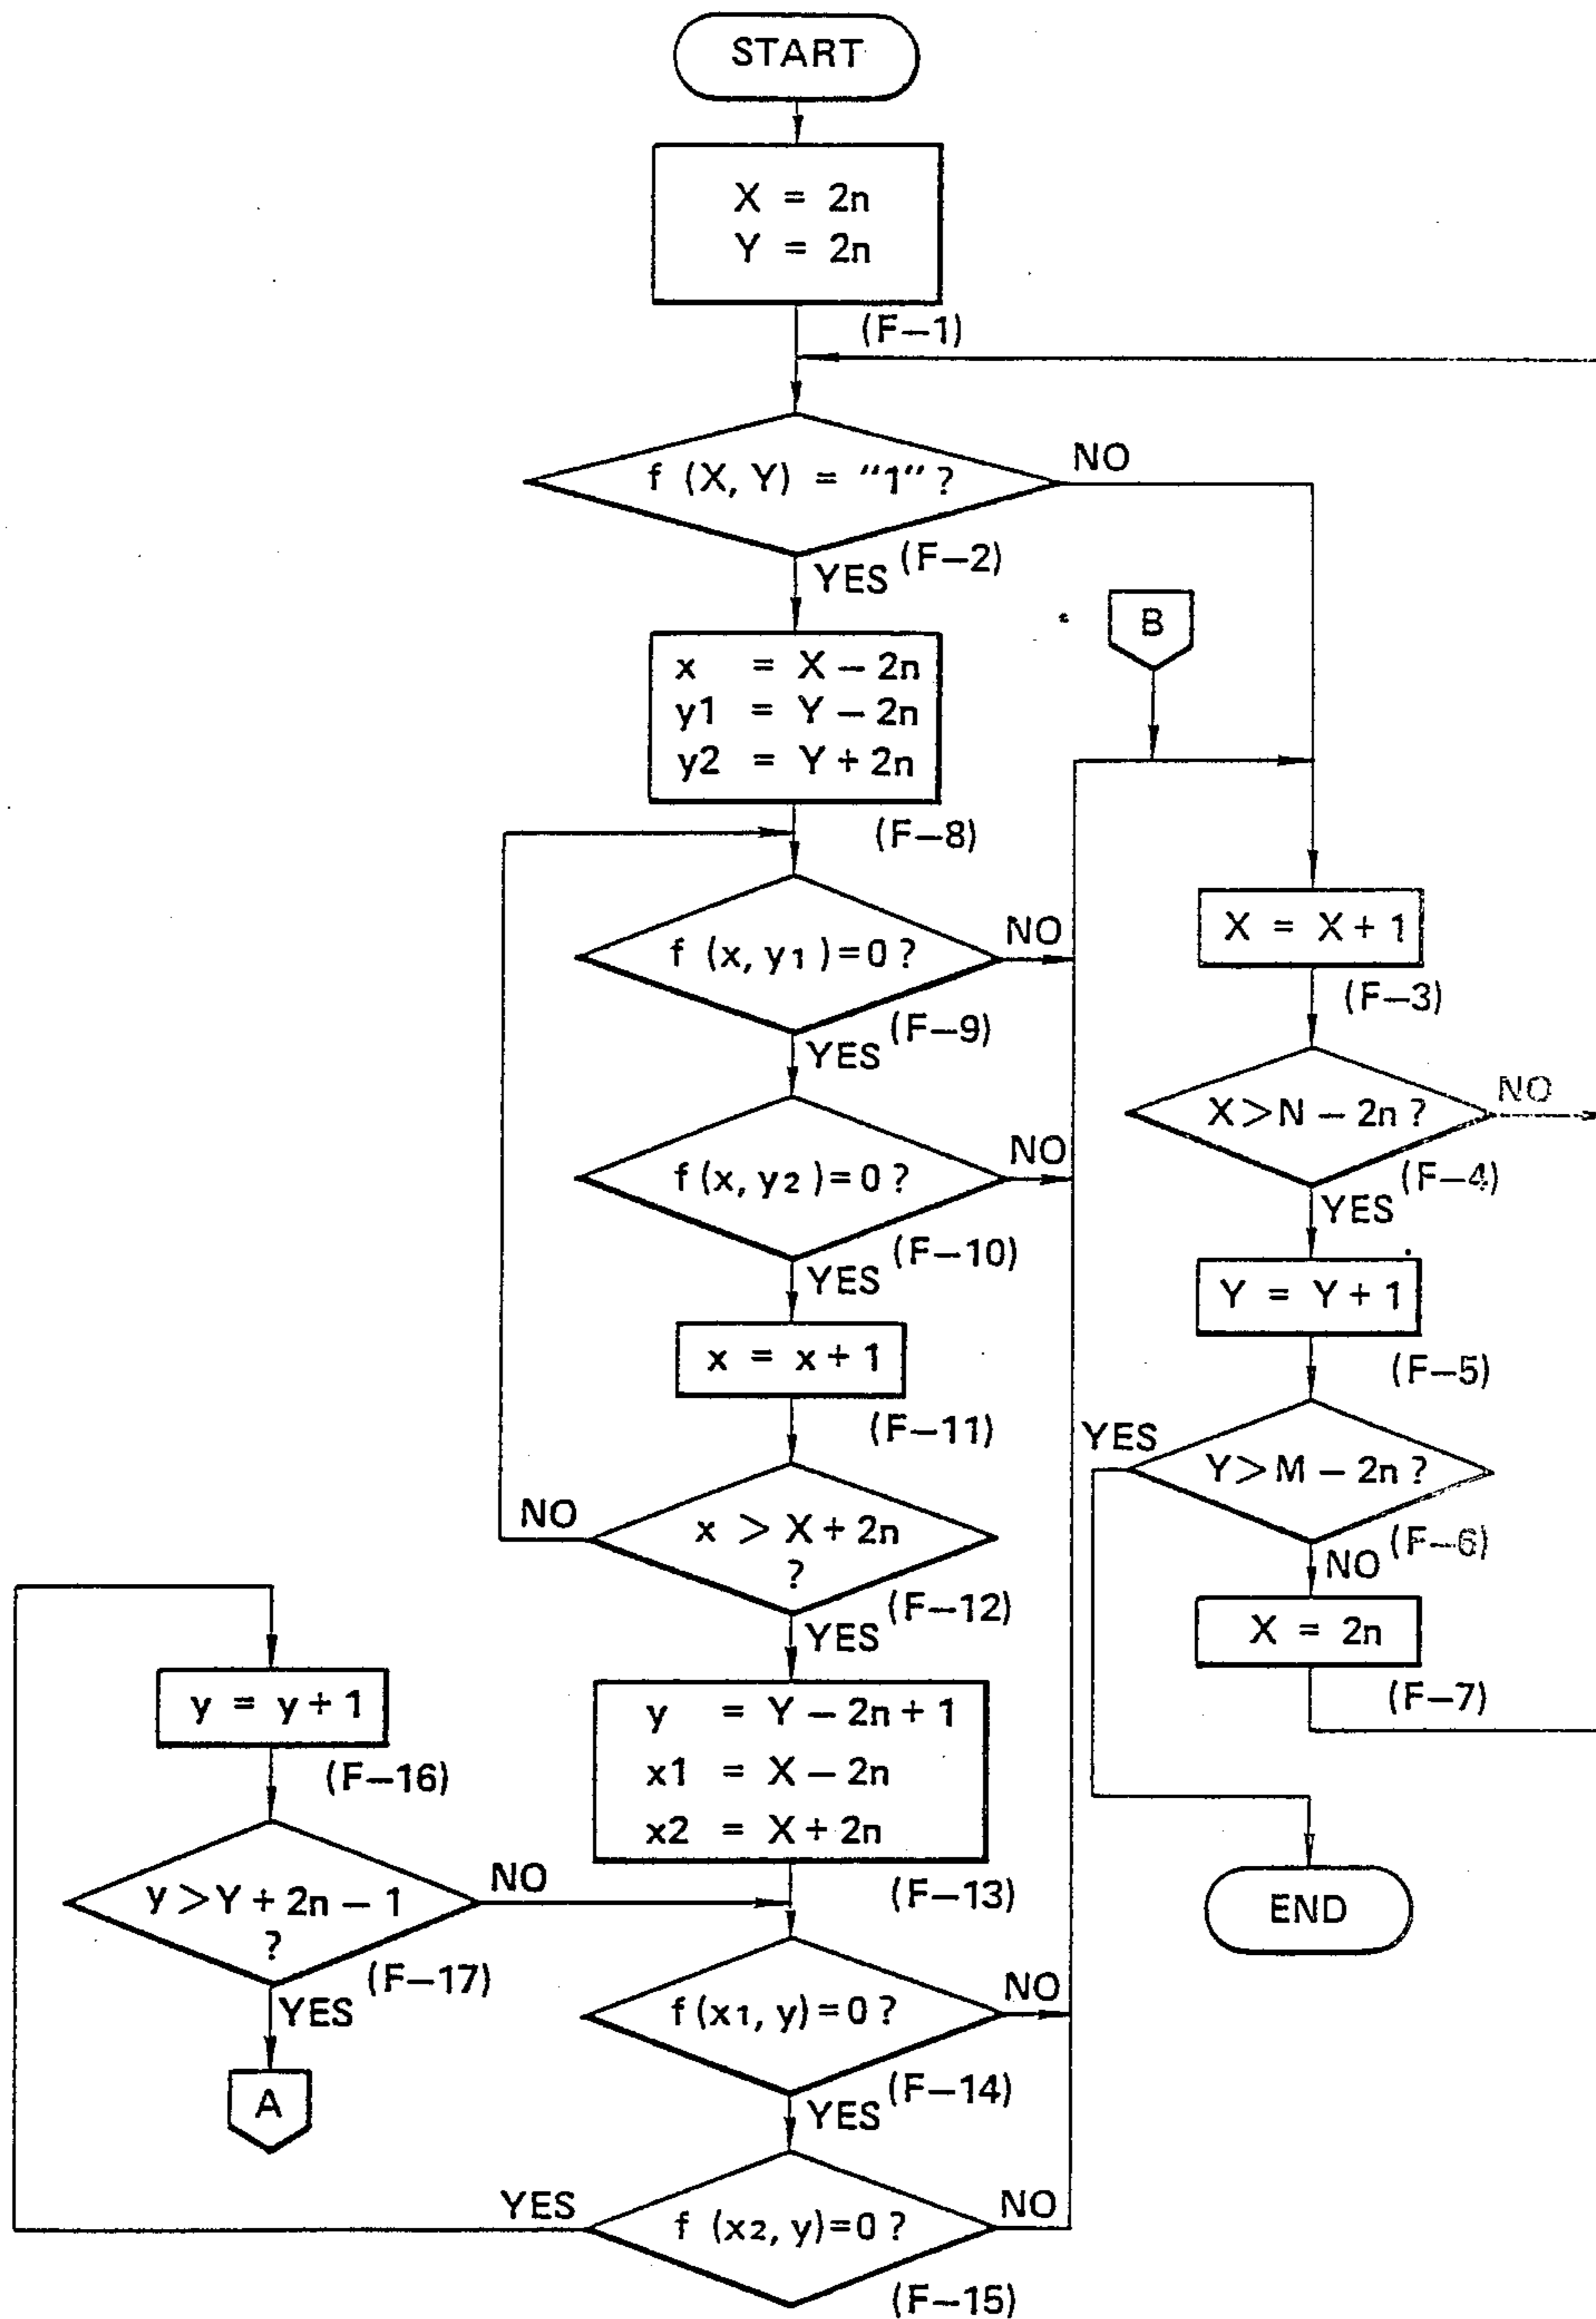 START
X = 2n
Y = 2n
(F-1)
f (X, Y) = "1" ?
NO
(F-2)
YES
B
x = X - 2n
y1 = Y - 2n
y2 = Y + 2n
(F-8)
f (x, y1) = 0 ?
NO
(F-9)
YES
X = X + 1
(F-3)
f (x, y2) = 0 ?
NO
(F-10)
YES
X > N - 2n ?
NO
(F-4)
YES
x = x + 1
(F-11)
Y = Y + 1
(F-5)
x > X + 2n
?
NO
(F-12)
YES
Y > M - 2n ?
YES
(F-6)
NO
X = 2n
(F-7)
y = y + 1
(F-16)
y = Y - 2n + 1
x1 = X - 2n
x2 = X + 2n
(F-13)
y > Y + 2n - 1
?
NO
(F-17)
YES
A
END
f (x1, y) = 0 ?
NO
(F-14)
YES
f (x2, y) = 0 ?
YES
NO
(F-15)